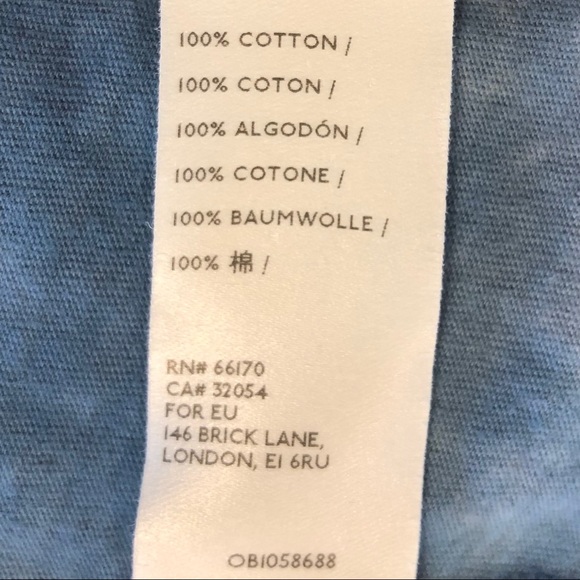 100% COTTON /
100% COTON /
100% ALGODÓN /
100% COTONE /
100% BAUMWOLLE /
100% 棉 /
RN# 66170
CA# 32054
FOR EU
146 BRICK LANE,
LONDON, E1 6RU
OB1058688